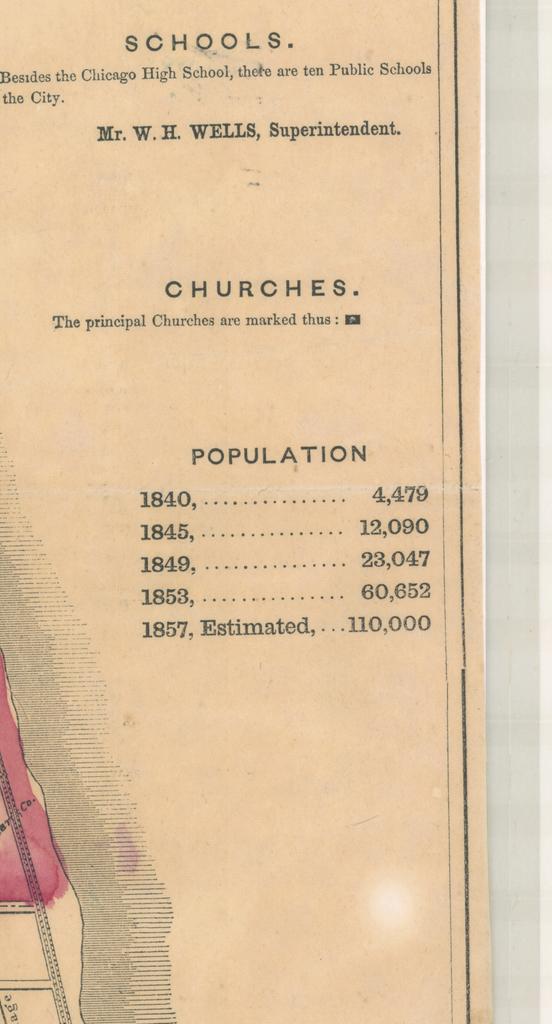 SCHOOLS.
Besides the Chicago High School, there are ten Public Schools
the City.
Mr. W. H. WELLS, Superintendent.
CHURCHES.
The principal Churches are marked thus :
POPULATION
1840, ............... 4,479
1845, .............. 12,090
1849, .............. 23,047
1853, .............. 60,652
1857, Estimated, ...110,000
Co.